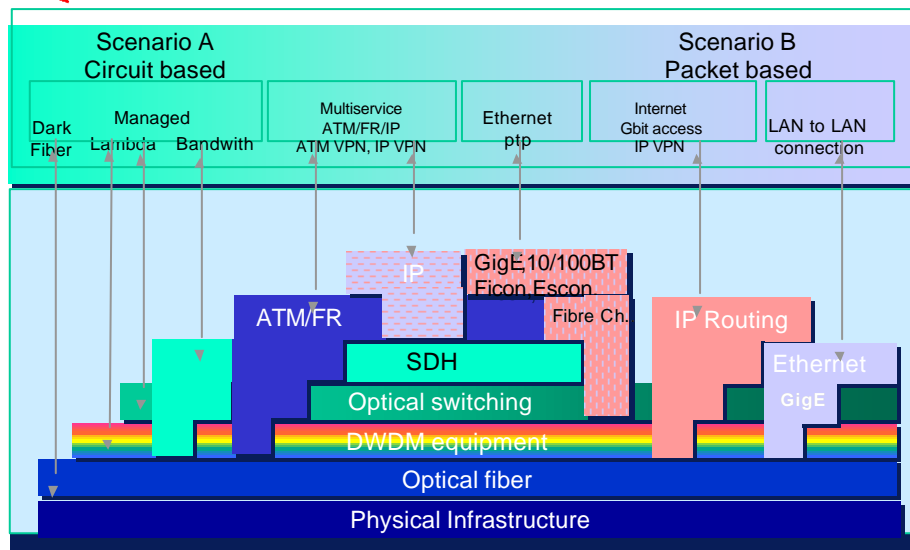 Scenario A
Circuit based
Scenario B
Packet based
Dark
Fiber
Managed
Lambda Bandwith
Multiservice
ATM/FR/IP
ATM VPN, IP VPN
Ethernet
ptp
Internet
Gbit access
IP VPN
LAN to LAN
connection
IP
GigE,10/100BT
Ficon,Escon
ATM/FR
Fibre Ch.
IP Routing
SDH
Ethernet
Optical switching
GigE
DWDM equipment
Optical fiber
Physical Infrastructure